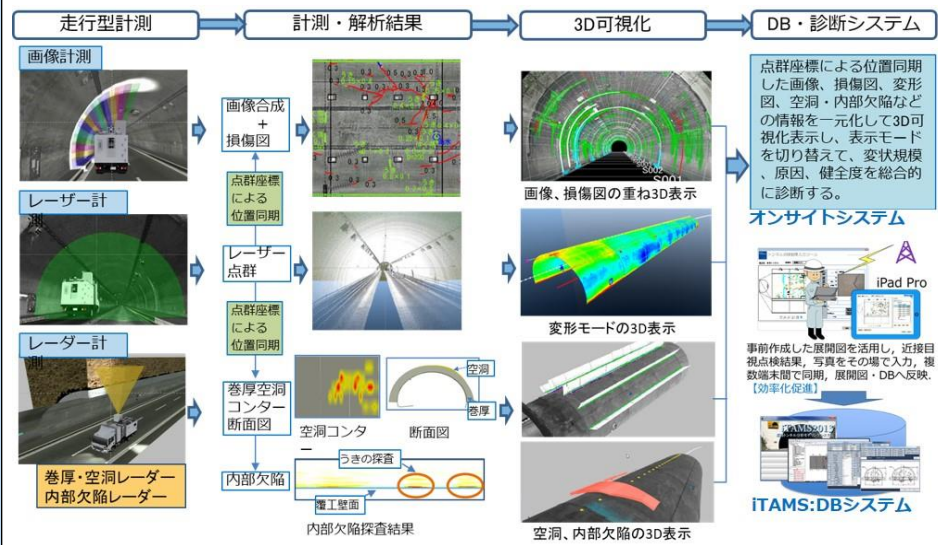 走行型計測
計測・解析結果
3D可視化
DB・診断システム
画像計測
レーザー計
測
レーダー計
測
巻厚・空洞レーダー
内部欠陥レーダー
画像合成
+
損傷図
点群座標
による
位置同期
レーザー
点群
点群座標
による
位置同期
巻厚空洞
コンター
断面図
内部欠陥
空洞コンタ
ー
空洞
巻厚
断面図
うきの探査
覆工壁面
内部欠陥探査結果
S002
S001
画像、損傷図の重ね3D表示
変形モードの3D表示
空洞、内部欠陥の3D表示
点群座標による位置同期
した画像、損傷図、変形
図、空洞・内部欠陥など
の情報を一元化して3D可
視化表示し、表示モード
を切り替えて、変状規模
、原因、健全度を総合的
に診断する。
オンサイトシステム
iPad Pro
事前作成した展開図を活用し，近接目
視点検結果，写真をその場で入力，複
数端末間で同期，展開図・DBへ反映.
【効率化促進】
iTAMS:DBシステム